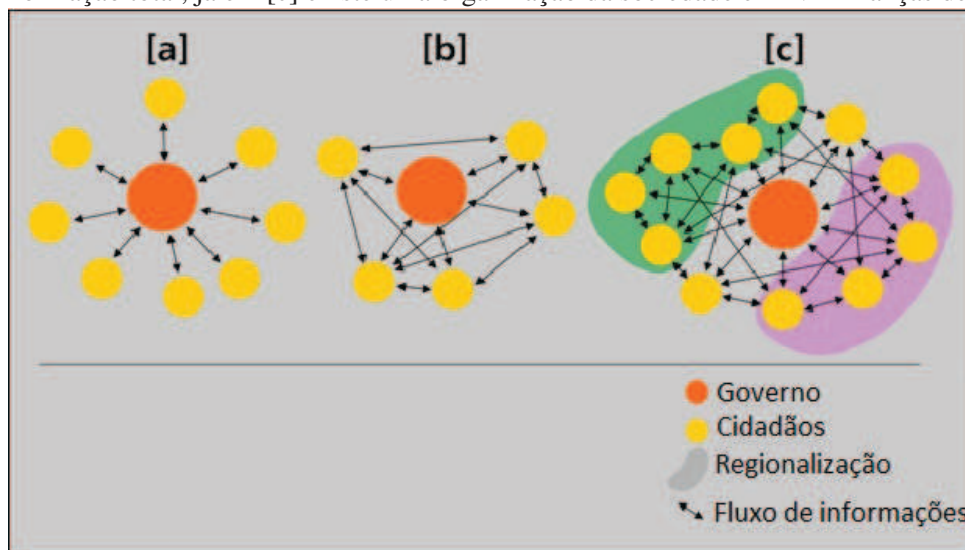 [a] [b] [c]
Governo
Cidadãos
Regionalização
Fluxo de informações